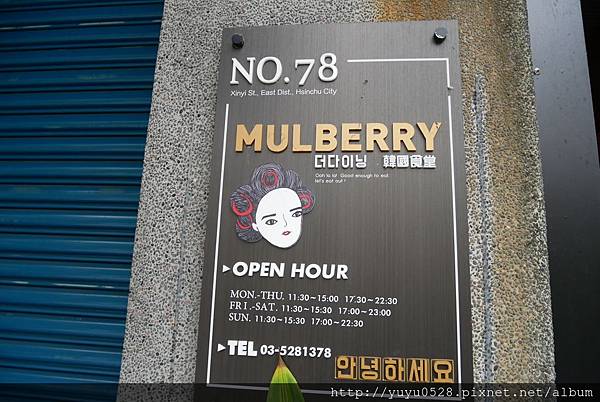 NO.78
Xinyi St., East Dist., Hsinchu City
MULBERRY
더다이닝 韓國食堂
Ooh la la! Good enough to eat
let's eat out!
▸OPEN HOUR
MON.-THU. 11:30~15:00 17:30~22:30
FRI.-SAT. 11:30~15:30 17:00~23:00
SUN. 11:30~15:30 17:00~22:30
▸TEL 03-5281378
안녕하세요
http://yuyu0528.pixnet.net/album